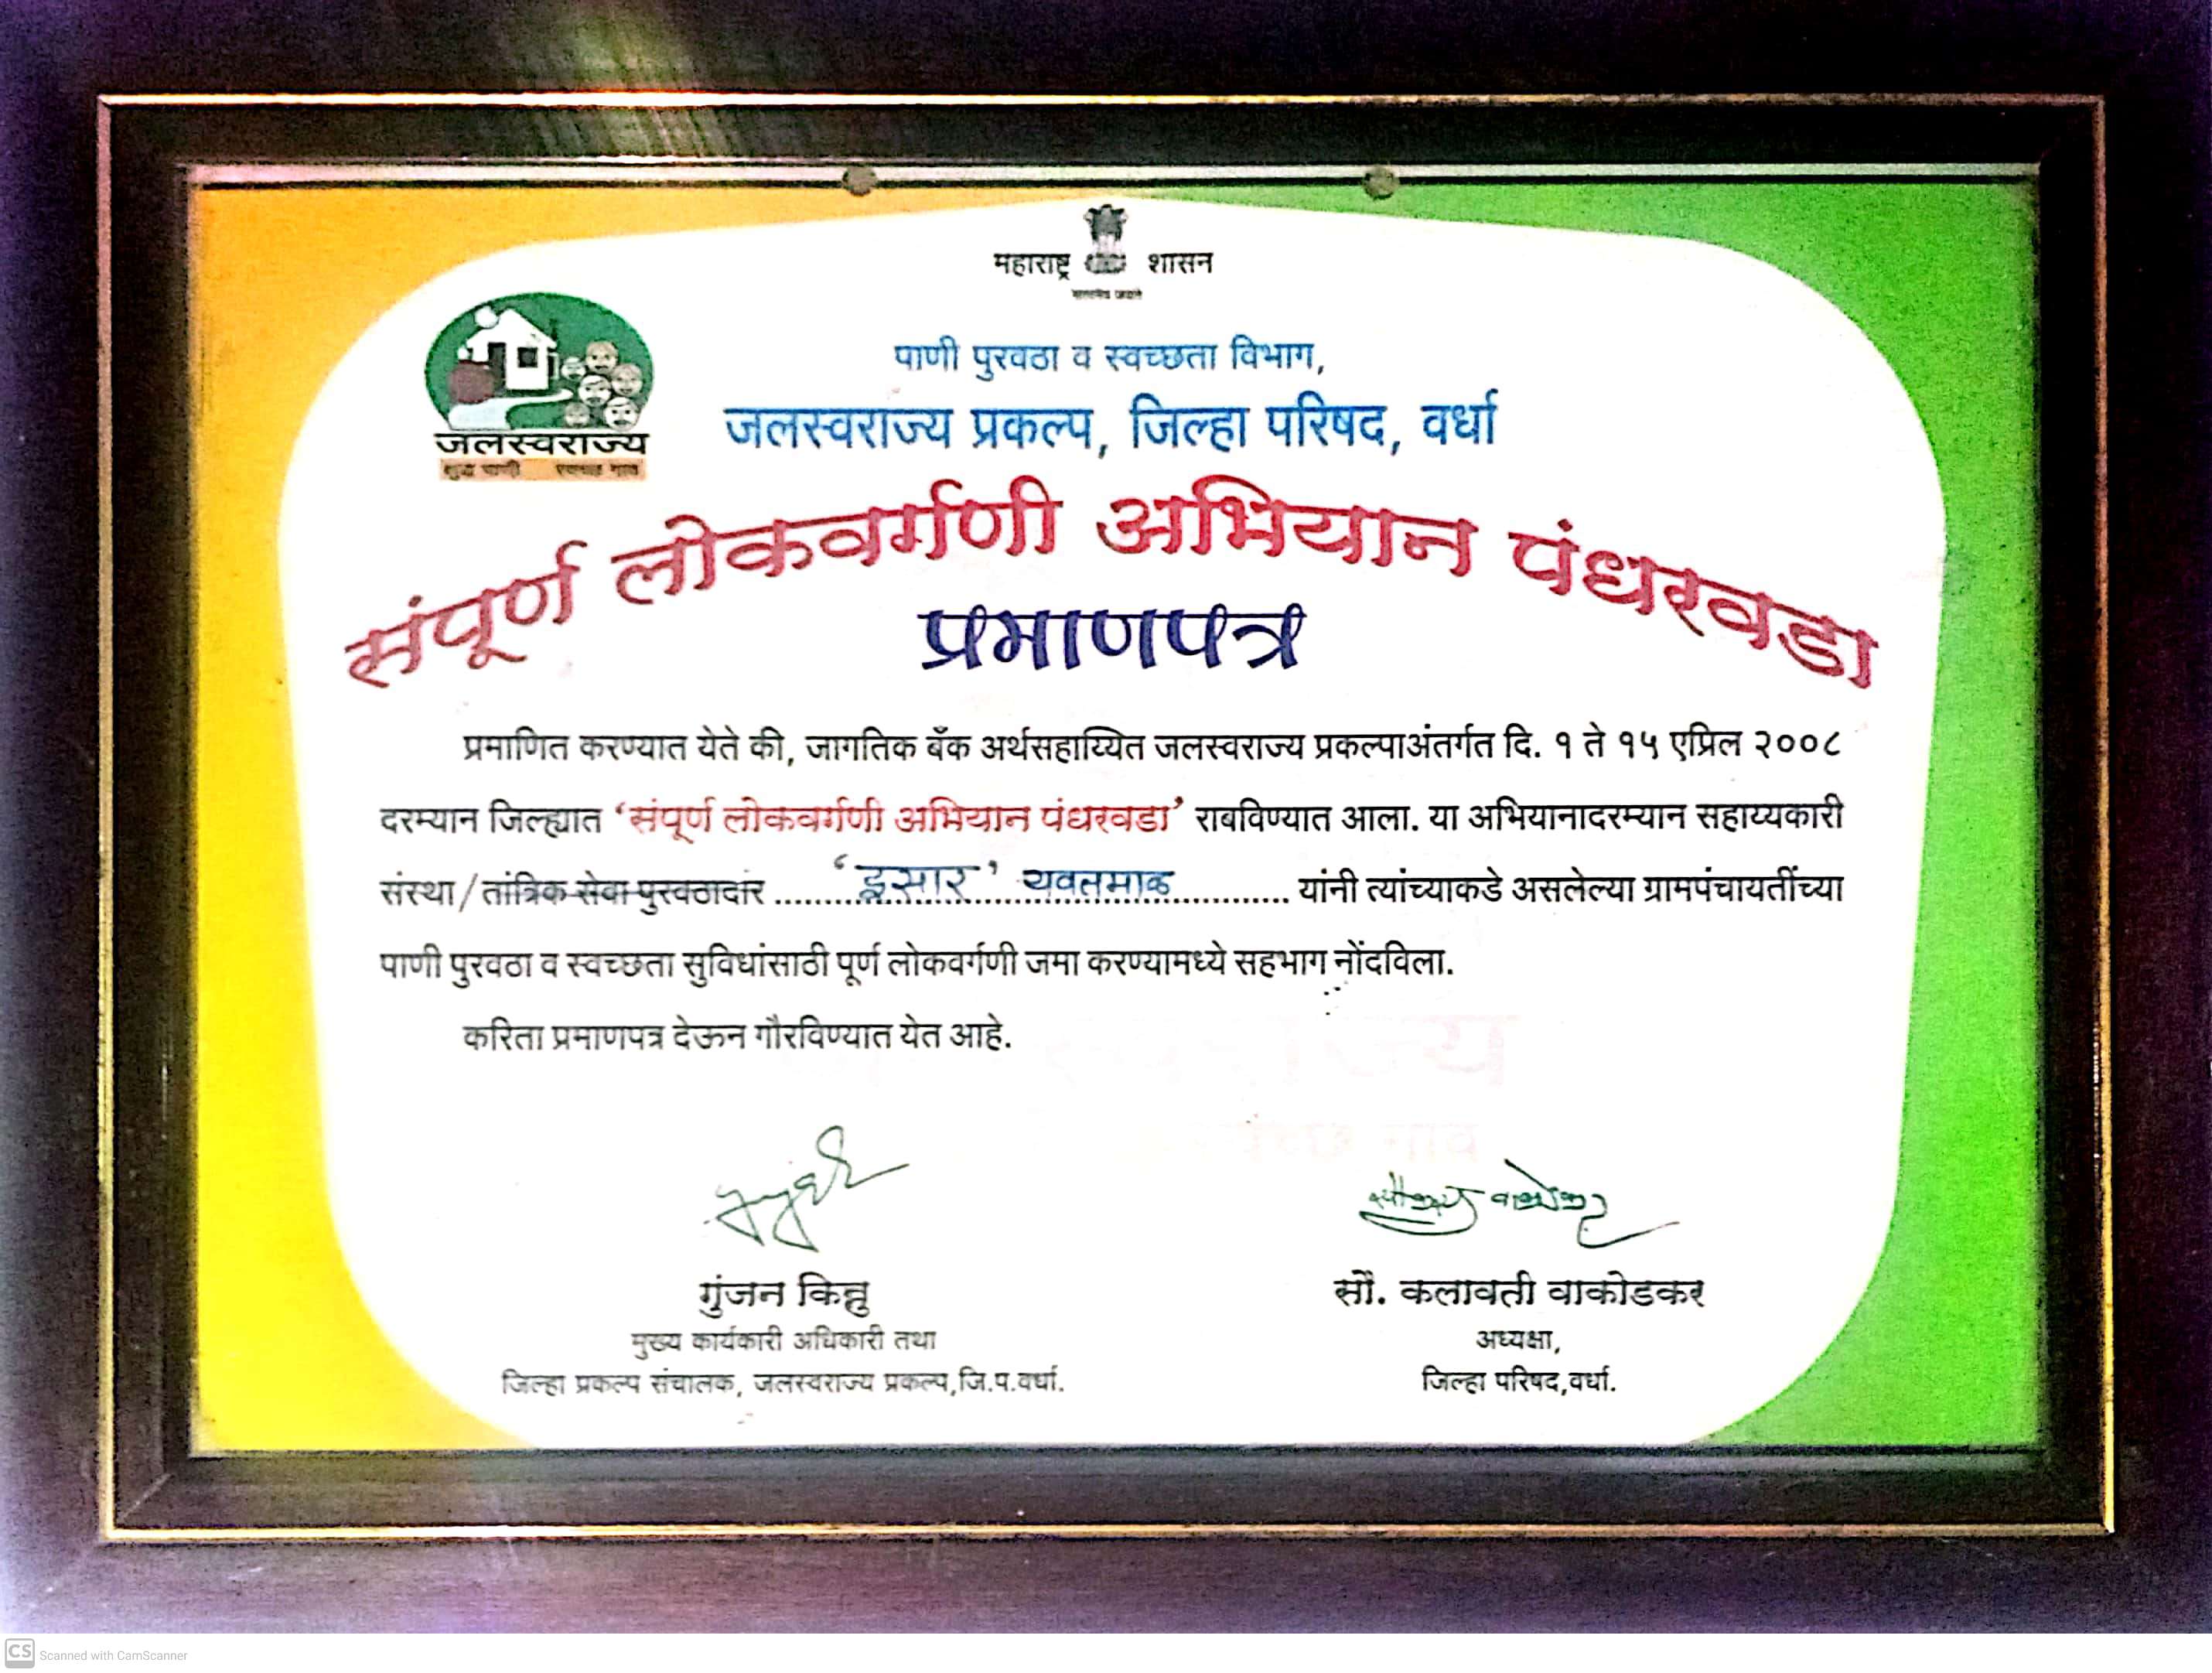 महाराष्ट्र शासन
सत्यमेव जयते
पाणी पुरवठा व स्वच्छता विभाग,
जलस्वराज्य प्रकल्प, जिल्हा परिषद, वर्धा
जलस्वराज्य
शुद्ध पाणी स्वच्छ गाव
संपूर्ण लोकवर्गणी अभियान पंधरवडा
प्रमाणपत्र
प्रमाणित करण्यात येते की, जागतिक बँक अर्थसहाय्यित जलस्वराज्य प्रकल्पाअंतर्गत दि. १ ते १५ एप्रिल २००८
दरम्यान जिल्ह्यात ‘संपूर्ण लोकवर्गणी अभियान पंधरवडा’ राबविण्यात आला. या अभियानादरम्यान सहाय्यकारी
संस्था / तांत्रिक सेवा पुरवठादार ‘इसार’ यवतमाळ यांनी त्यांच्याकडे असलेल्या ग्रामपंचायतींच्या
पाणी पुरवठा व स्वच्छता सुविधांसाठी पूर्ण लोकवर्गणी जमा करण्यामध्ये सहभाग नोंदविला.
करिता प्रमाणपत्र देऊन गौरविण्यात येत आहे.
गुंजन किन्नु
मुख्य कार्यकारी अधिकारी तथा
जिल्हा प्रकल्प संचालक, जलस्वराज्य प्रकल्प,जि.प.वर्धा.
सौ. कलावती वाकोडकर
अध्यक्षा,
जिल्हा परिषद,वर्धा.
CS Scanned with CamScanner